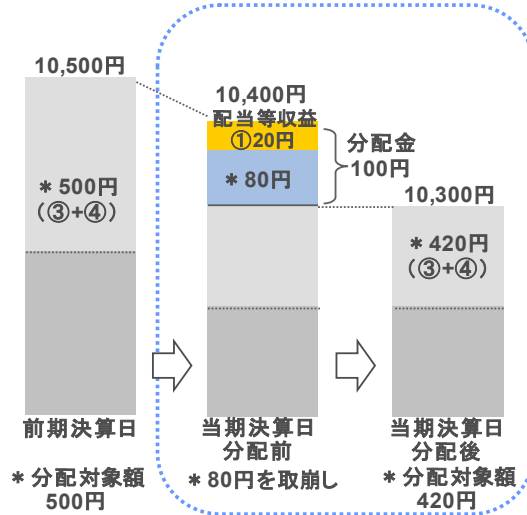 10,500円
10,400円
配当等収益
①20円
分配金
100円
*80円
*500円
(③+④)
10,300円
*420円
(③+④)
前期決算日
当期決算日
分配前
当期決算日
分配後
*分配対象額
500円
*80円を取崩し
*分配対象額
420円